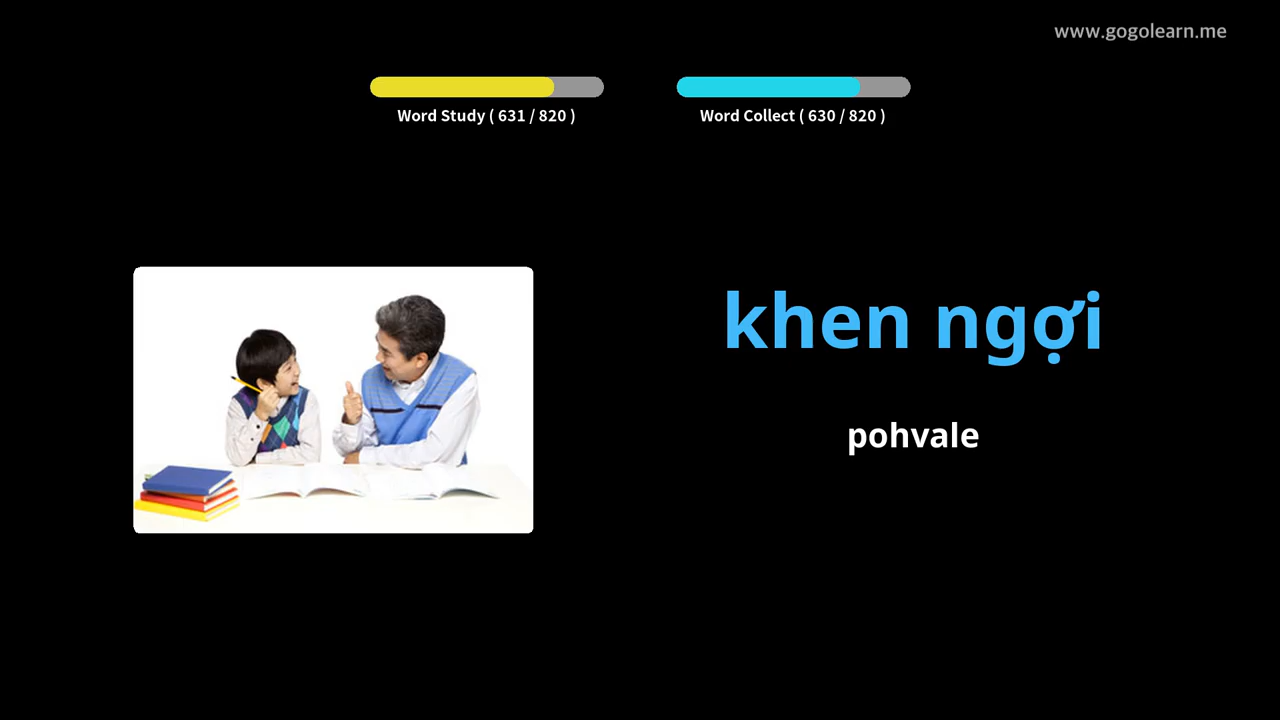 www.gogolearn.me
Word Study ( 631 / 820 )
Word Collect ( 630 / 820 )
khen ngợi
pohvale